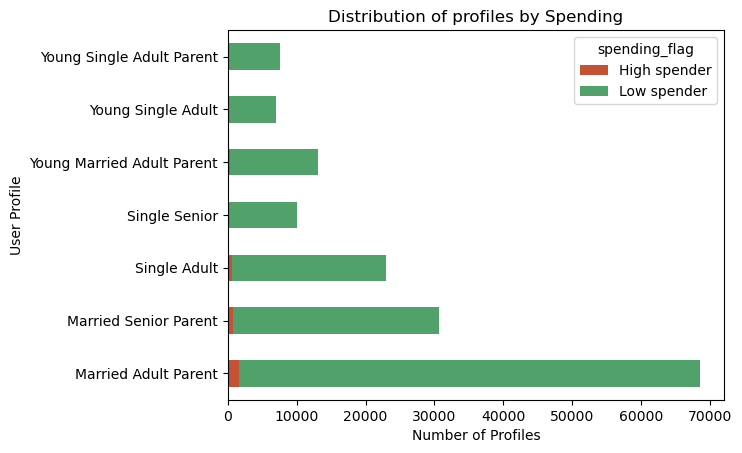 Distribution of profiles by Spending
spending_flag
High spender
Low spender
User Profile
Young Single Adult Parent
Young Single Adult
Young Married Adult Parent
Single Senior
Single Adult
Married Senior Parent
Married Adult Parent
0 10000 20000 30000 40000 50000 60000 70000
Number of Profiles